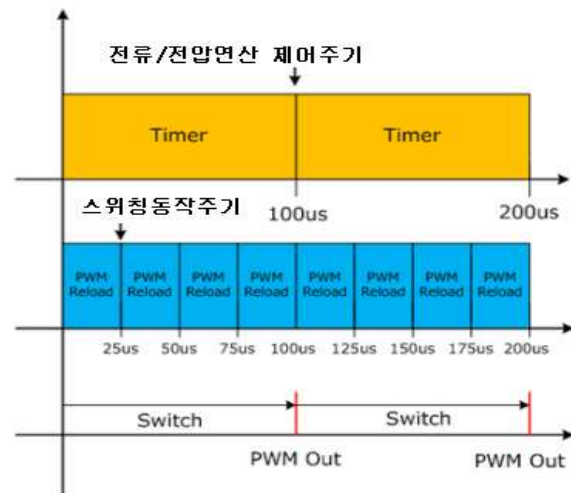 전류/전압연산 제어주기
Timer Timer
100us 200us
스위칭동작주기
PWM Reload PWM Reload PWM Reload PWM Reload PWM Reload PWM Reload PWM Reload PWM Reload
25us 50us 75us 100us 125us 150us 175us 200us
Switch Switch
PWM Out PWM Out